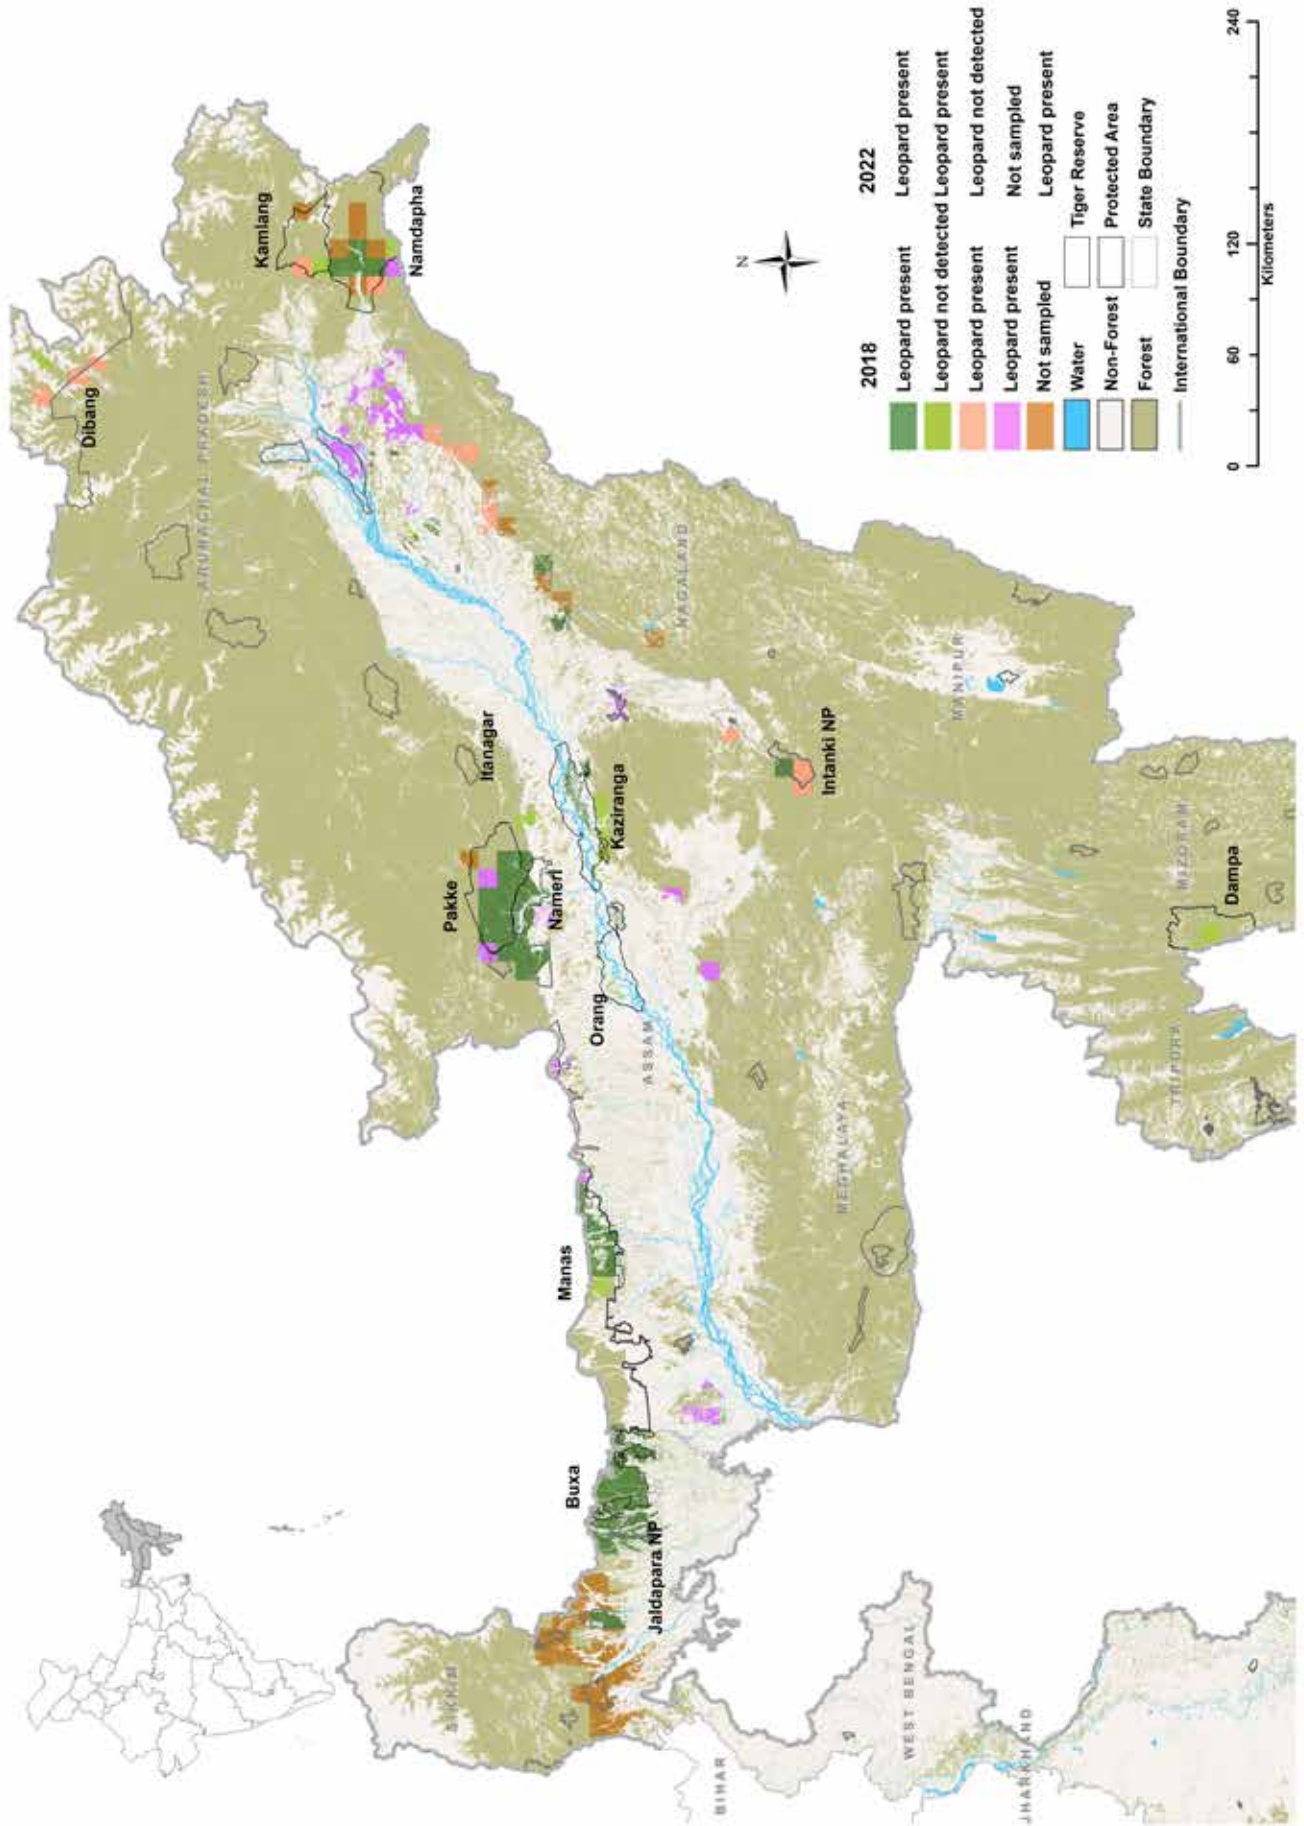 Kamlang
Namdapha
Dibang
ARUNACHAL PRADESH
NAGALAND
MANIPUR
Itanagar
Pakke
Nameri
Kaziranga
Intanki NP
Orang
ASSAM
MEGHALAYA
MIZORAM
Dampa
TRIPURA
Manas
Buxa
Jaldapara NP
SIKKIM
WEST BENGAL
BIHAR
JHARKHAND
N
2018 2022
Leopard present Leopard present
Leopard not detected Leopard present
Leopard present Leopard not detected
Leopard present Not sampled
Not sampled Leopard present
Water Tiger Reserve
Non-Forest Protected Area
Forest State Boundary
International Boundary
0 60 120 240
Kilometers